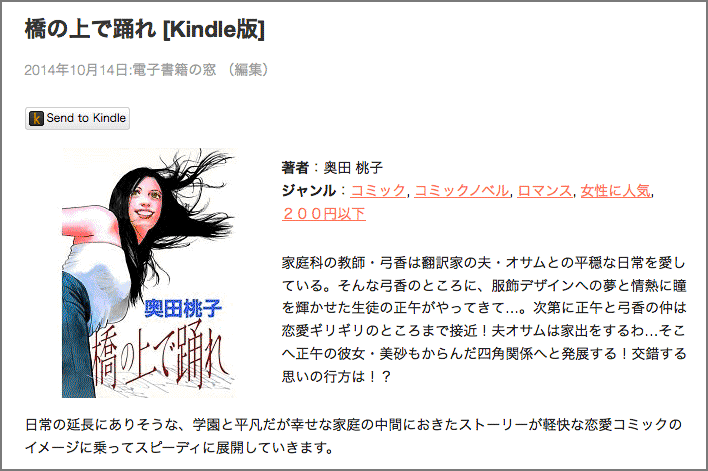 橋の上で踊れ [Kindle版]
2014年10月14日:電子書籍の窓 （編集）
Send to Kindle
著者：奥田 桃子
ジャンル：コミック, コミックノベル, ロマンス, 女性に人気,
２００円以下
奥田桃子
橋の上で踊れ
家庭科の教師・弓香は翻訳家の夫・オサムとの平穏な日常を愛し
ている。そんな弓香のところに、服飾デザインへの夢と情熱に瞳
を輝かせた生徒の正午がやってきて…。次第に正午と弓香の仲は
恋愛ギリギリのところまで接近！夫オサムは家出をするわ…そこ
へ正午の彼女・美砂もからんだ四角関係へと発展する！交錯する
思いの行方は！？
日常の延長にありそうな、学園と平凡だが幸せな家庭の中間におきたストーリーが軽快な恋愛コミックの
イメージに乗ってスピーディに展開していきます。